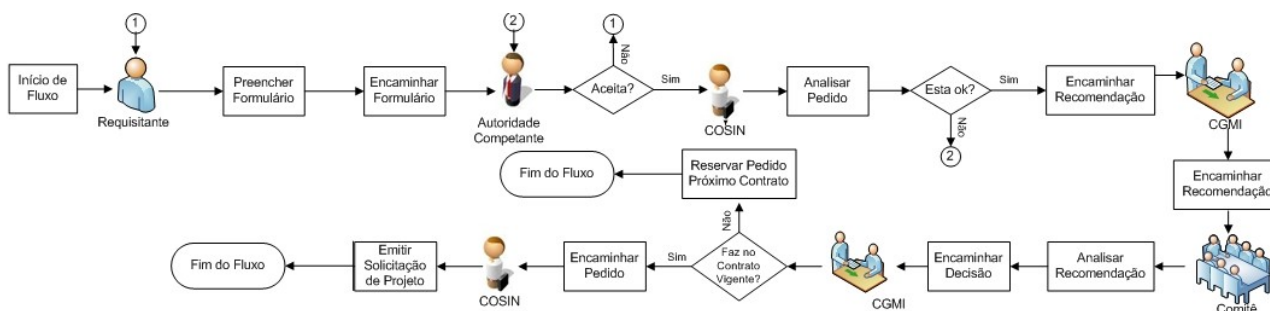 1
2
1
Início de
Fluxo
Requisitante
Preencher
Formulário
Encaminhar
Formulário
Autoridade
Competante
Aceita?
Não
Sim
COSIN
Analisar
Pedido
Esta ok?
Sim
Não
2
Encaminhar
Recomendação
CGMI
Encaminhar
Recomendação
Comitê
Analisar
Recomendação
Encaminhar
Decisão
CGMI
Faz no
Contrato
Vigente?
Não
Reservar Pedido
Próximo Contrato
Fim do Fluxo
Sim
Encaminhar
Pedido
COSIN
Emitir
Solicitação
de Projeto
Fim do Fluxo